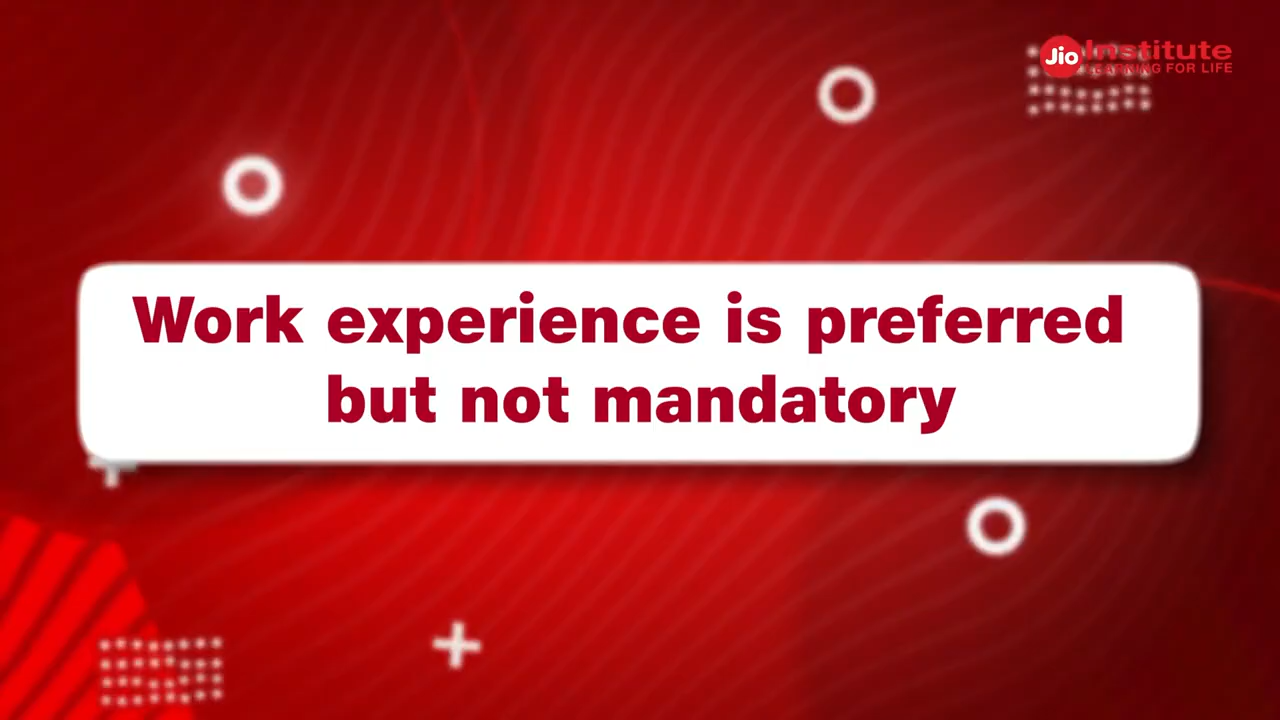 Jio Institute
LEARNING FOR LIFE
Work experience is preferred
but not mandatory